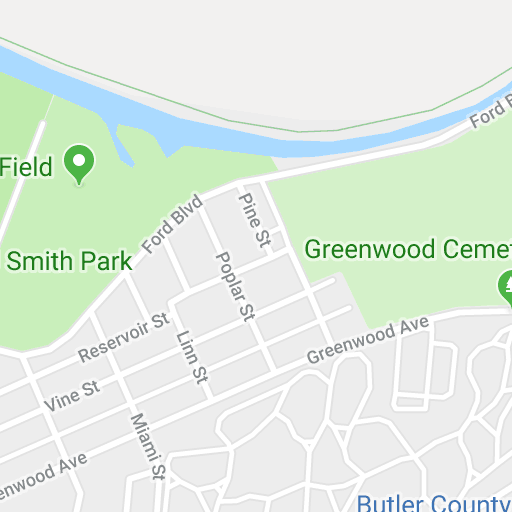 Ford B
Field
Ford Blvd
Pine St
Smith Park
Greenwood Cemet
Poplar St
Reservoir St
Linn St
Greenwood Ave
Vine St
Miami St
enwood Ave
Butler County